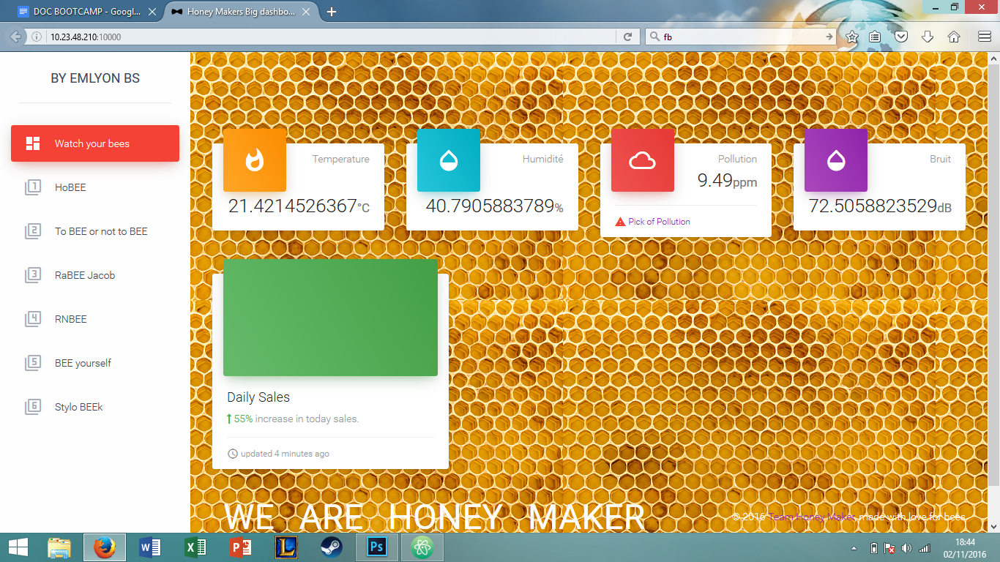 DOC BOOTCAMP - Googl...
Honey Makers Big dashbo...
10.23.48.210:10000
fb
BY EMLYON BS
Watch your bees
1 HoBEE
2 To BEE or not to BEE
3 RaBEE Jacob
4 RNBEE
5 BEE yourself
6 Stylo BEEk
Temperature
21.4214526367°C
Humidité
40.7905883789%
Pollution
9.49ppm
Pick of Pollution
Bruit
72.5058823529dB
Daily Sales
55% increase in today sales.
updated 4 minutes ago
WE ARE HONEY MAKER
© 2016 Team Honey Maker, made with love for bees
W
X
P
L
Ps
18:44
02/11/2016